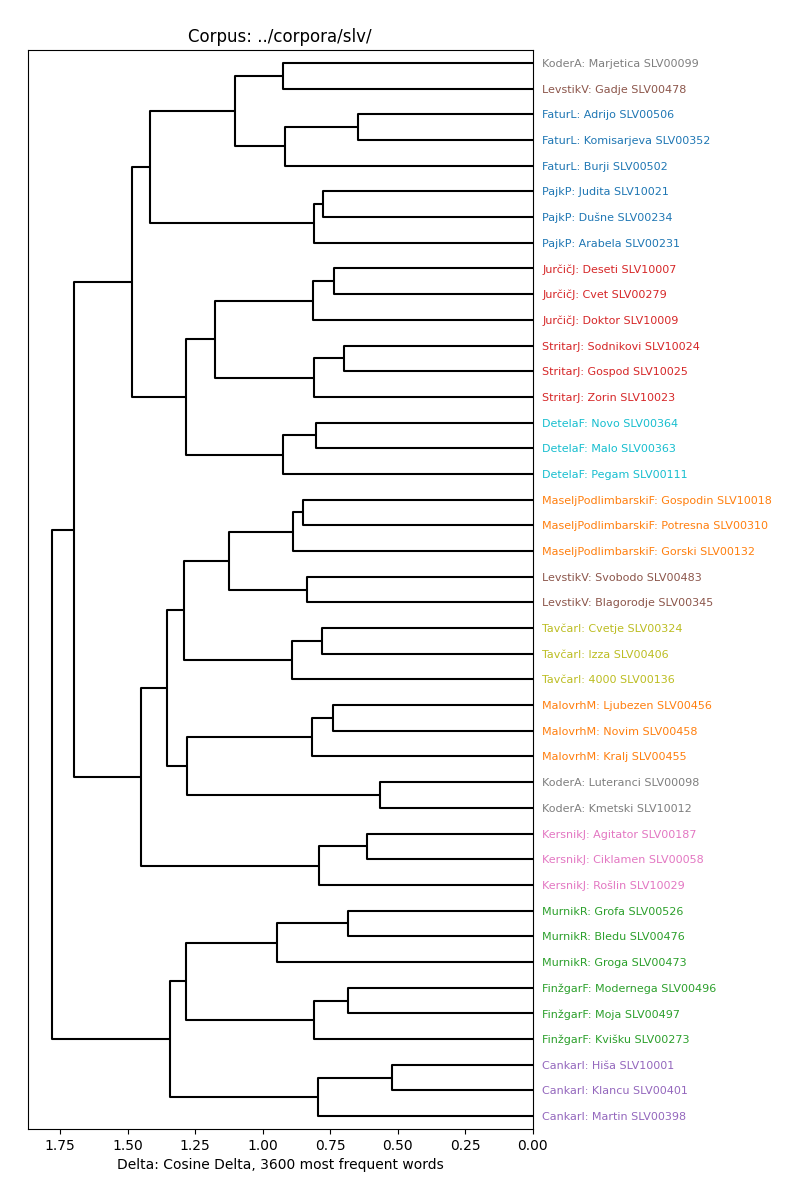 Corpus: ../corpora/slv/
KoderA: Marjetica SLV00099
LevstikV: Gadje SLV00478
FaturL: Adrijo SLV00506
FaturL: Komisarjeva SLV00352
FaturL: Burji SLV00502
PajkP: Judita SLV10021
PajkP: Dušne SLV00234
PajkP: Arabela SLV00231
JurčičJ: Deseti SLV10007
JurčičJ: Cvet SLV00279
JurčičJ: Doktor SLV10009
StritarJ: Sodnikovi SLV10024
StritarJ: Gospod SLV10025
StritarJ: Zorin SLV10023
DetelaF: Novo SLV00364
DetelaF: Malo SLV00363
DetelaF: Pegam SLV00111
MaseljPodlimbarskiF: Gospodin SLV10018
MaseljPodlimbarskiF: Potresna SLV00310
MaseljPodlimbarskiF: Gorski SLV00132
LevstikV: Svobodo SLV00483
LevstikV: Blagorodje SLV00345
TavčarI: Cvetje SLV00324
TavčarI: Izza SLV00406
TavčarI: 4000 SLV00136
MalovrhM: Ljubezen SLV00456
MalovrhM: Novim SLV00458
MalovrhM: Kralj SLV00455
KoderA: Luteranci SLV00098
KoderA: Kmetski SLV10012
KersnikJ: Agitator SLV00187
KersnikJ: Ciklamen SLV00058
KersnikJ: Rošlin SLV10029
MurnikR: Grofa SLV00526
MurnikR: Bledu SLV00476
MurnikR: Groga SLV00473
FinžgarF: Modernega SLV00496
FinžgarF: Moja SLV00497
FinžgarF: Kvišku SLV00273
CankarI: Hiša SLV10001
CankarI: Klancu SLV00401
CankarI: Martin SLV00398
1.75 1.50 1.25 1.00 0.75 0.50 0.25 0.00
Delta: Cosine Delta, 3600 most frequent words